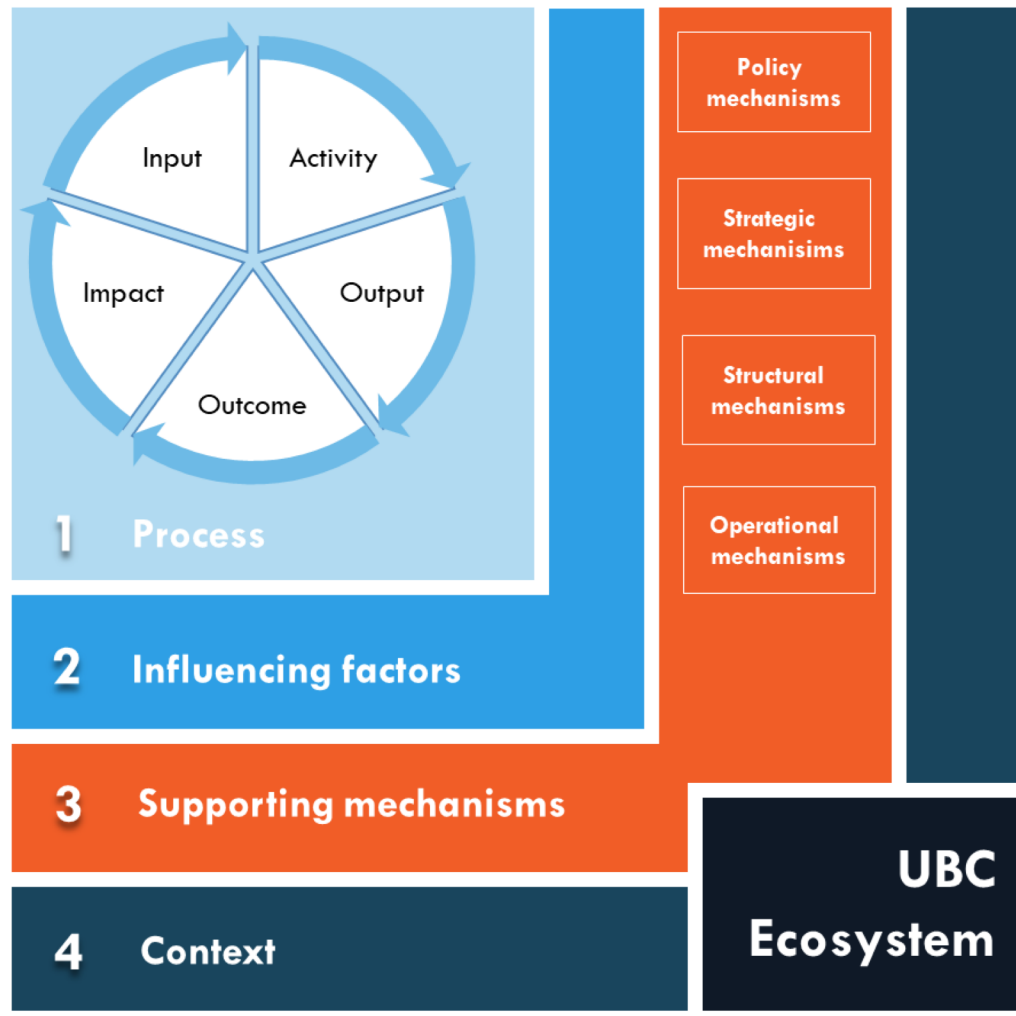 Input
Activity
Impact
Output
Outcome
1 Process
2 Influencing factors
3 Supporting mechanisms
4 Context
Policy
mechanisms
Strategic
mechanisims
Structural
mechanisms
Operational
mechanisms
UBC
Ecosystem